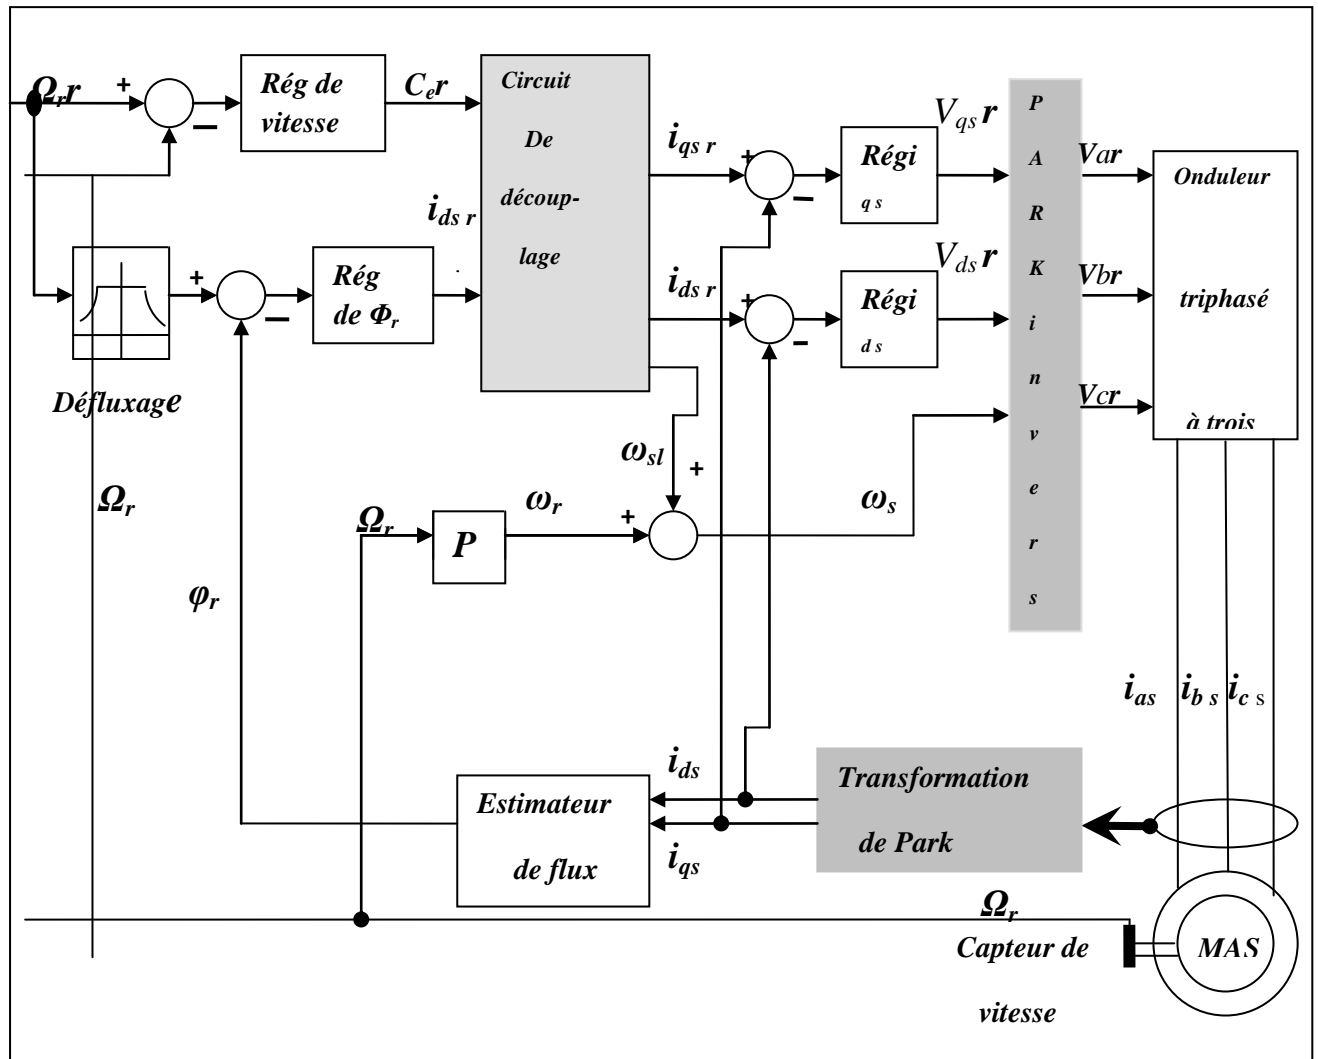 Ωrr
+
Rég de
vitesse
Cer
Circuit
De
découp-
lage
iqs r
+
Régi
q s
Vqs r
P
A
R
K
i
n
v
e
r
s
Var
Onduleur
triphasé
à trois
ids r
+
Rég
de Φr
ids r
+
Régi
d s
Vds r
Vbr
Vcr
Défluxage
Ωr
ωsl
+
Ωr
P
ωr
+
ωs
φr
ias
ib s
ic s
ids
iqs
Estimateur
de flux
Transformation
de Park
Ωr
Capteur de
vitesse
MAS